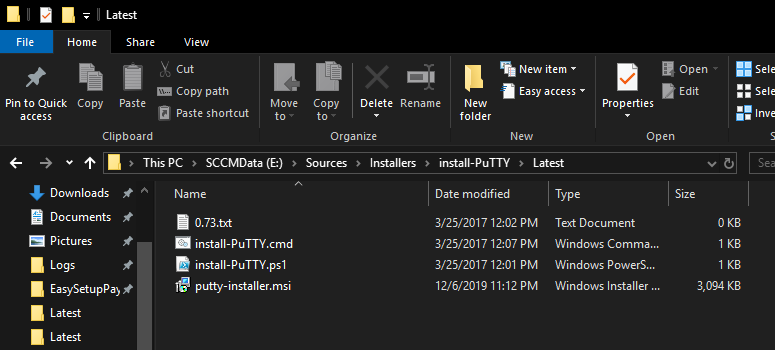 Latest
File Home Share View
Pin to Quick access
Copy
Paste
Cut
Copy path
Paste shortcut
Move to
Copy to
Delete
Rename
New folder
New item
Easy access
Properties
Open
Edit
Sele
Sele
Inve
Clipboard Organize New Open S
This PC > SCCMData (E:) > Sources > Installers > install-PuTTY > Latest
Sea
Name Date modified Type Size
Downloads
Documents
Pictures
Logs
EasySetupPay
Latest
Latest
0.73.txt 3/25/2017 12:02 PM Text Document 0 KB
install-PuTTY.cmd 3/25/2017 12:07 PM Windows Comma... 1 KB
install-PuTTY.ps1 3/25/2017 12:01 PM Windows PowerS... 1 KB
putty-installer.msi 12/6/2019 11:12 PM Windows Installer ... 3,094 KB